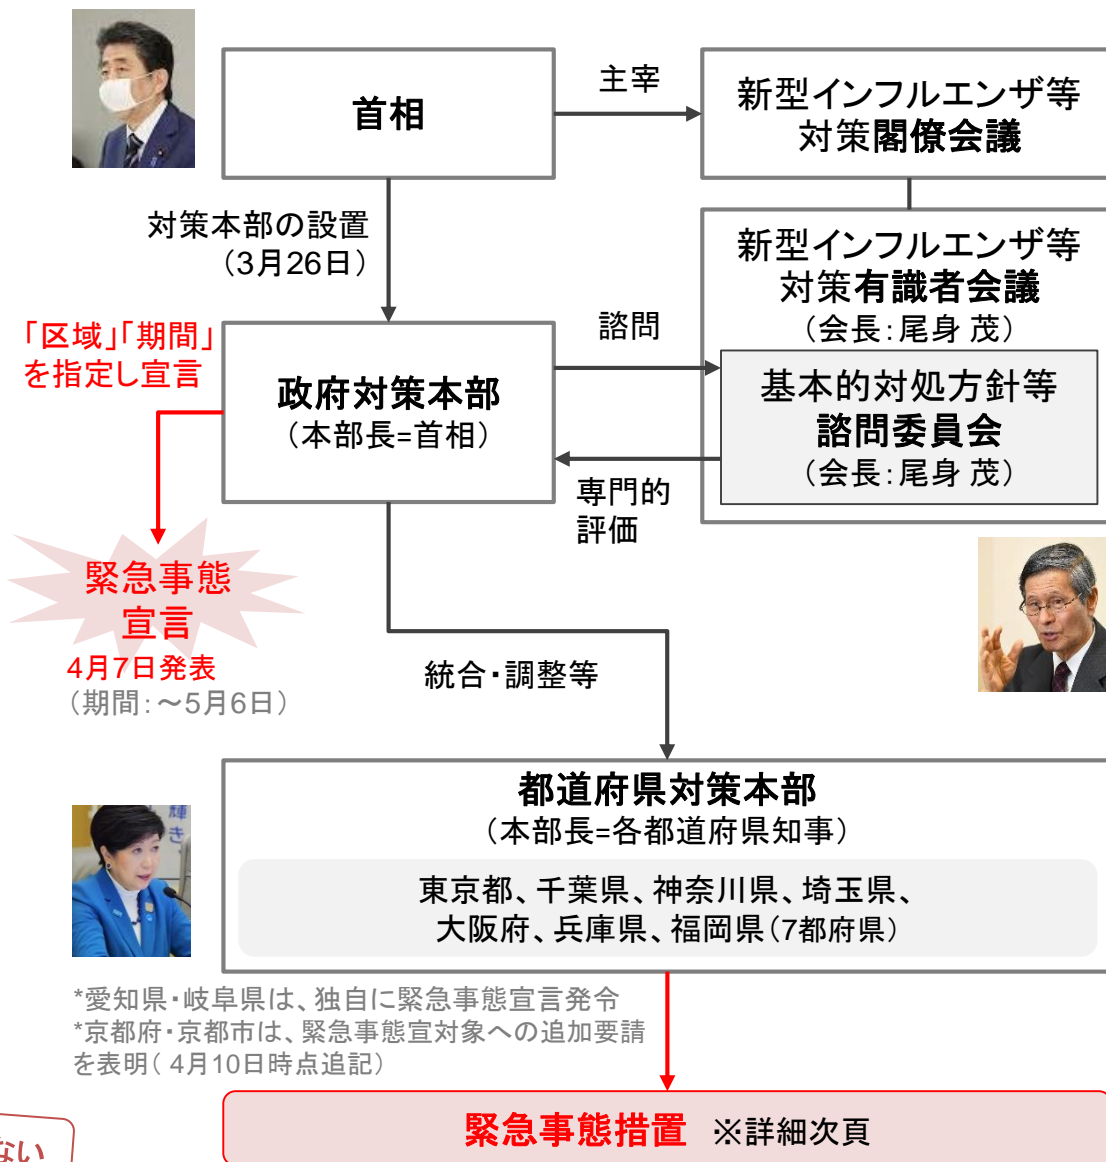 首相
主宰
新型インフルエンザ等
対策閣僚会議
対策本部の設置
（3月26日）
新型インフルエンザ等
対策有識者会議
（会長：尾身 茂）
基本的対処方針等
諮問委員会
（会長：尾身 茂）
諮問
専門的
評価
「区域」「期間」
を指定し宣言
政府対策本部
（本部長=首相）
緊急事態
宣言
4月7日発表
（期間：～5月6日）
統合・調整等
都道府県対策本部
（本部長=各都道府県知事）
東京都、千葉県、神奈川県、埼玉県、
大阪府、兵庫県、福岡県（7都府県）
輝き
*愛知県・岐阜県は、独自に緊急事態宣言発令
*京都府・京都市は、緊急事態宣対象への追加要請
を表明（ 4月10日時点追記）
緊急事態措置 ※詳細次頁
ない